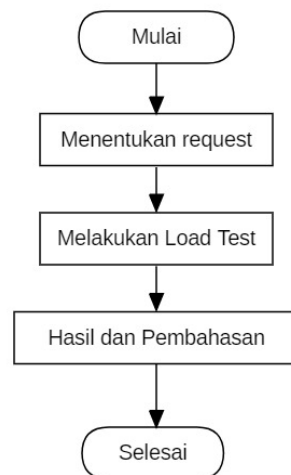 Mulai
Menentukan request
Melakukan Load Test
Hasil dan Pembahasan
Selesai